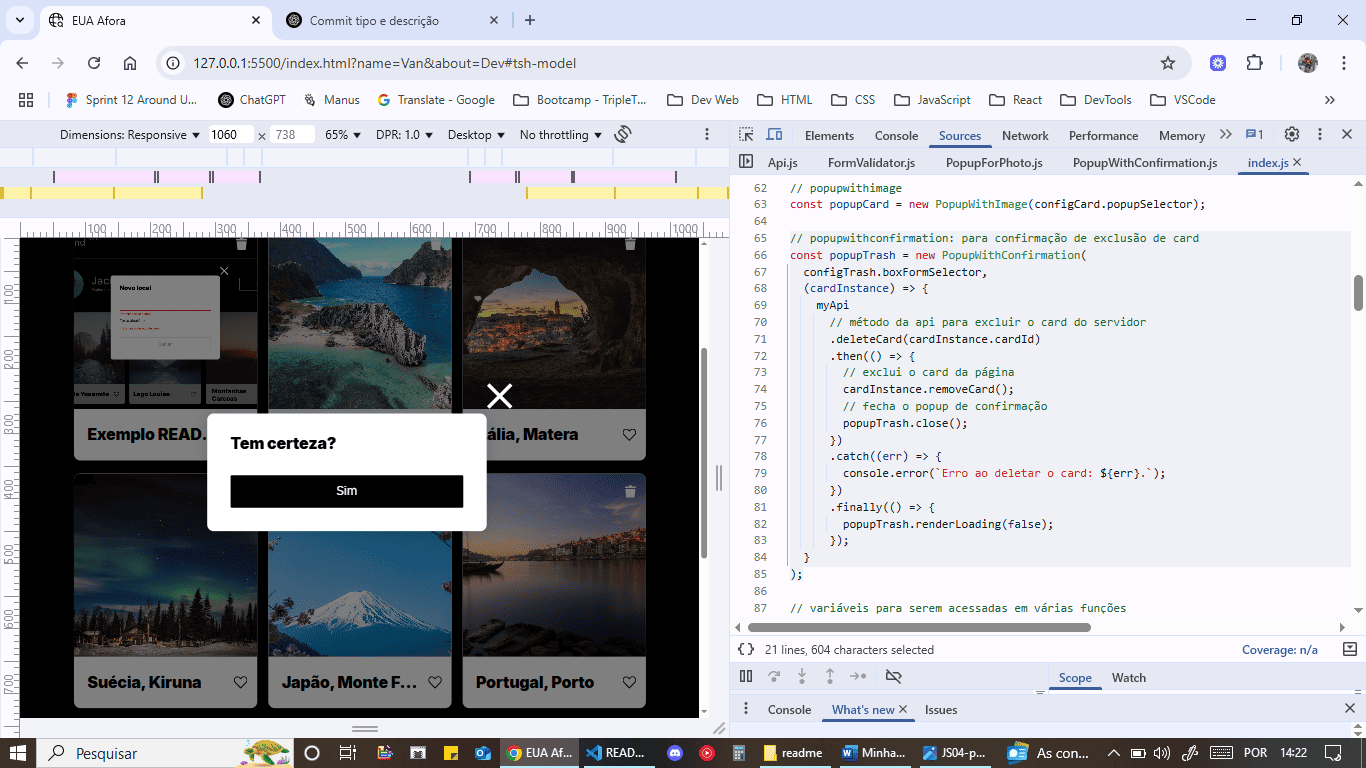 EUA Afora
Commit tipo e descrição
127.0.0.1:5500/index.html?name=Van&about=Dev#tsh-model
Sprint 12 Around U...
ChatGPT
Manus
Translate - Google
Bootcamp - TripleT...
Dev Web
HTML
CSS
JavaScript
React
DevTools
VSCode
Dimensions: Responsive
1060
×
738
65%
DPR: 1.0
Desktop
No throttling
Elements
Console
Sources
Network
Performance
Memory
1
Api.js
FormValidator.js
PopupForPhoto.js
PopupWithConfirmation.js
index.js
100
200
300
400
500
600
700
800
900
1000
100
200
300
400
500
600
700
Novo local
Exemplo READ...
ália, Matera
Tem certeza?
Sim
Suécia, Kiruna
Japão, Monte F...
Portugal, Porto
62 // popupwithimage
63 const popupCard = new PopupWithImage(configCard.popupSelector);
64
65 // popupwithconfirmation: para confirmação de exclusão de card
66 const popupTrash = new PopupWithConfirmation(
67 configTrash.boxFormSelector,
68 (cardInstance) => {
69 myApi
70 // método da api para excluir o card do servidor
71 .deleteCard(cardInstance.cardId)
72 .then(() => {
73 // exclui o card da página
74 cardInstance.removeCard();
75 // fecha o popup de confirmação
76 popupTrash.close();
77 })
78 .catch((err) => {
79 console.error(`Erro ao deletar o card: ${err}.`);
80 })
81 .finally(() => {
82 popupTrash.renderLoading(false);
83 });
84 }
85 );
86
87 // variáveis para serem acessadas em várias funções
21 lines, 604 characters selected
Coverage: n/a
Scope
Watch
Console
What's new
Issues
Pesquisar
EUA Afor...
READ...
readme
Minha...
JS04-p...
As con...
POR
14:22